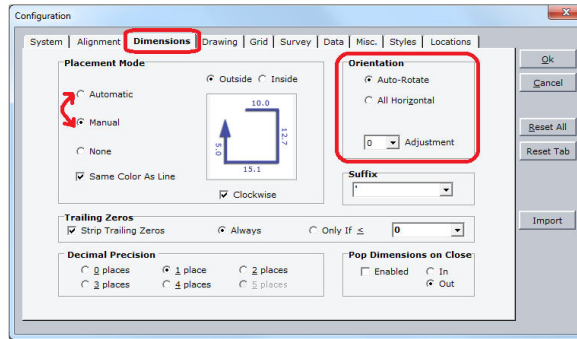 Configuration
System Alignment Dimensions Drawing Grid Survey Data Misc. Styles Locations
Placement Mode
Outside Inside
Automatic
Manual
None
Same Color As Line
10.0
12.7
5.0
15.1
Clockwise
Orientation
Auto-Rotate
All Horizontal
0 Adjustment
Suffix
'
Trailing Zeros
Strip Trailing Zeros Always Only If ≤ 0
Decimal Precision
0 places 1 place 2 places
3 places 4 places 5 places
Pop Dimensions on Close
Enabled In
Out
Ok
Cancel
Reset All
Reset Tab
Import